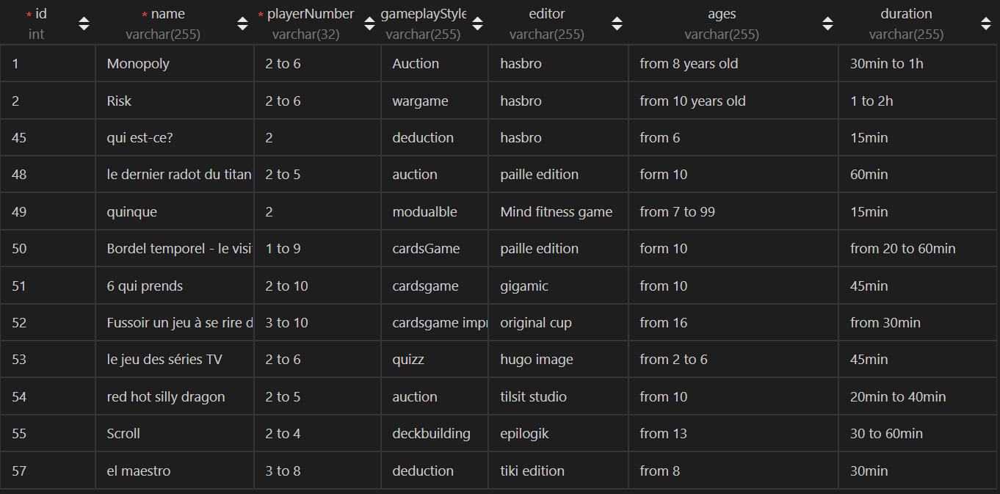 * id * name * playerNumber gameplayStyle editor ages duration
int varchar(255) varchar(32) varchar(255) varchar(255) varchar(255) varchar(255)
1 Monopoly 2 to 6 Auction hasbro from 8 years old 30min to 1h
2 Risk 2 to 6 wargame hasbro from 10 years old 1 to 2h
45 qui est-ce? 2 deduction hasbro from 6 15min
48 le dernier radot du titan 2 to 5 auction paille edition form 10 60min
49 quinque 2 modualble Mind fitness game from 7 to 99 15min
50 Bordel temporel - le visi 1 to 9 cardsGame paille edition form 10 from 20 to 60min
51 6 qui prends 2 to 10 cardsgame gigamic from 10 45min
52 Fussoir un jeu à se rire d 3 to 10 cardsgame impr original cup from 16 from 30min
53 le jeu des séries TV 2 to 6 quizz hugo image from 2 to 6 45min
54 red hot silly dragon 2 to 5 auction tilsit studio from 10 20min to 40min
55 Scroll 2 to 4 deckbuilding epilogik from 13 30 to 60min
57 el maestro 3 to 8 deduction tiki edition from 8 30min